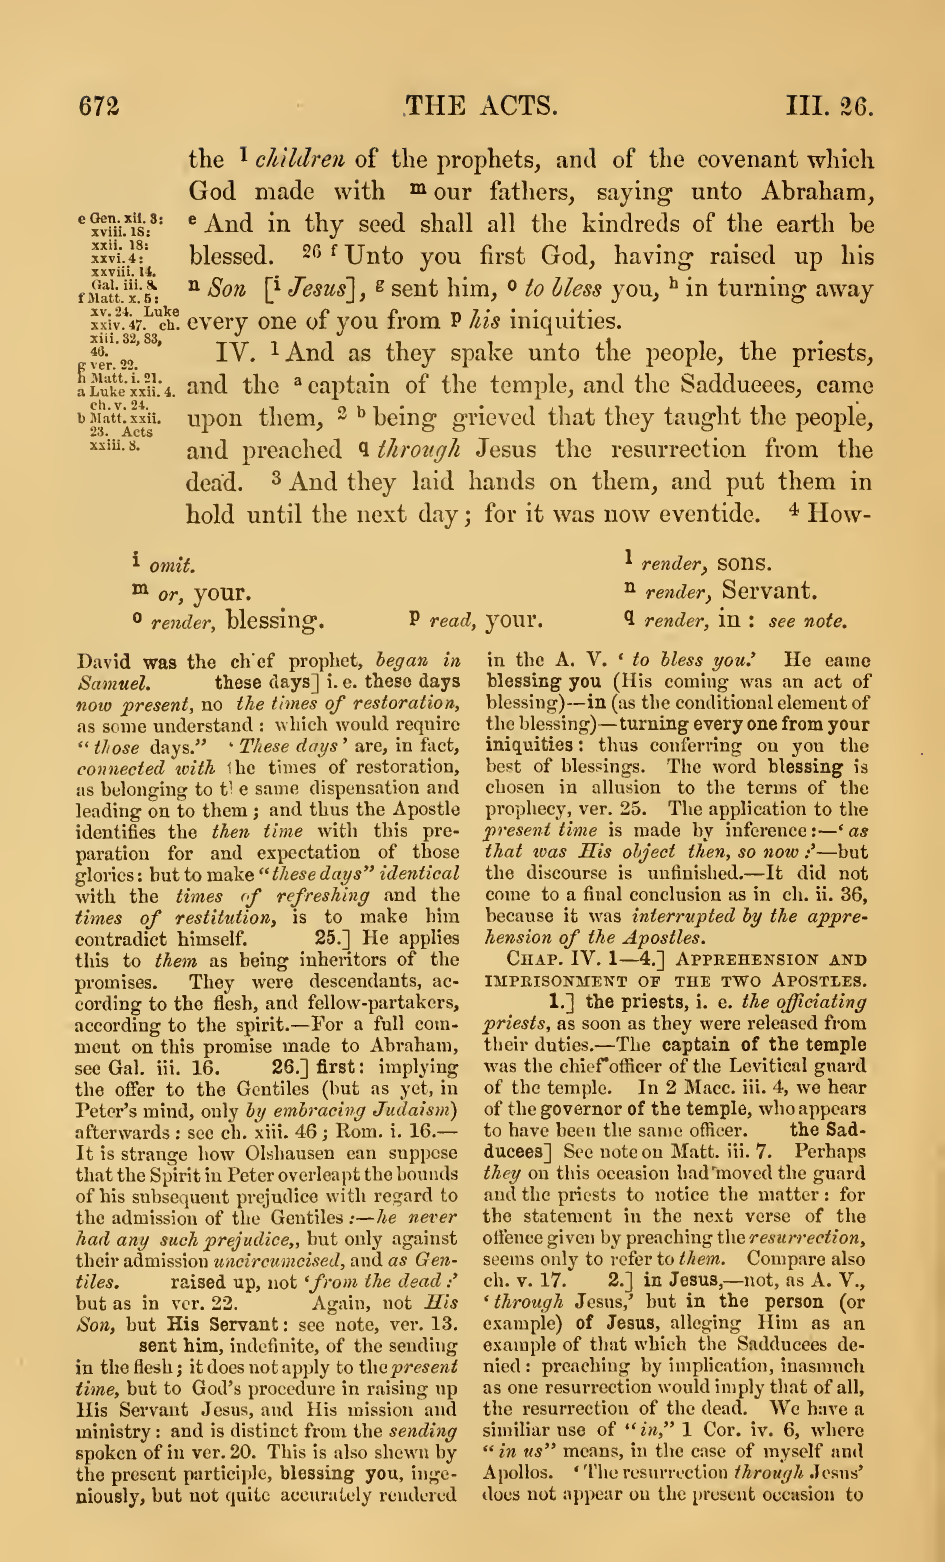 672
THE ACTS.
III. 26.
the l children of the prophets, and of the covenant which
God made with m our fathers, saying unto Abraham,
e And in thy seed shall all the kindreds of the earth be
blessed. 26 f Unto you first God, having raised up his
n Son [i Jesus], g sent him, o to bless you, h in turning away
every one of you from p his iniquities.
IV. 1 And as they spake unto the people, the priests,
and the a captain of the temple, and the Sadducees, came
upon them, 2 b being grieved that they taught the people,
and preached q through Jesus the resurrection from the
dead. 3 And they laid hands on them, and put them in
hold until the next day; for it was now eventide. 4 How-
e Gen. xii. 3:
xviii. 18:
xxii. 18:
xxvi. 4:
xxviii. 14.
Gal. iii. 8.
f Matt. x. 5:
xv. 24. Luke
xxiv. 47. ch.
xiii. 32, 33,
46.
g ver. 22.
h Matt. i. 21.
a Luke xxii. 4.
ch. v. 24.
b Matt. xxii.
23. Acts
xxiii. 8.
i omit.
l render, sons.
m or, your.
n render, Servant.
o render, blessing.
p read, your.
q render, in: see note.
David was the chief prophet, began in
Samuel. these days] i. e. these days
now present, no the times of restoration,
as some understand: which would require
“those days.” ‘These days’ are, in fact,
connected with the times of restoration,
as belonging to t e same dispensation and
leading on to them; and thus the Apostle
identifies the then time with this pre-
paration for and expectation of those
glories: but to make “these days” identical
with the times of refreshing and the
times of restitution, is to make him
contradict himself. 25.] He applies
this to them as being inheritors of the
promises. They were descendants, ac-
cording to the flesh, and fellow-partakers,
according to the spirit.—For a full com-
ment on this promise made to Abraham,
see Gal. iii. 16. 26.] first: implying
the offer to the Gentiles (but as yet, in
Peter’s mind, only by embracing Judaism)
afterwards: see ch. xiii. 46; Rom. i. 16.—
It is strange how Olshausen can suppose
that the Spirit in Peter overleapt the bounds
of his subsequent prejudice with regard to
the admission of the Gentiles:—he never
had any such prejudice,, but only against
their admission uncircumcised, and as Gen-
tiles. raised up, not ‘from the dead:’
but as in ver. 22. Again, not His
Son, but His Servant: see note, ver. 13.
sent him, indefinite, of the sending
in the flesh; it does not apply to the present
time, but to God’s procedure in raising up
His Servant Jesus, and His mission and
ministry: and is distinct from the sending
spoken of in ver. 20. This is also shewn by
the present participle, blessing you, inge-
niously, but not quite accurately rendered
in the A. V. ‘to bless you.’ He came
blessing you (His coming was an act of
blessing)—in (as the conditional element of
the blessing)—turning every one from your
iniquities: thus conferring on you the
best of blessings. The word blessing is
chosen in allusion to the terms of the
prophecy, ver. 25. The application to the
present time is made by inference:—‘as
that was His object then, so now:’—but
the discourse is unfinished.—It did not
come to a final conclusion as in ch. ii. 36,
because it was interrupted by the appre-
hension of the Apostles.
CHAP. IV. 1—4.] APPREHENSION AND
IMPRISONMENT OF THE TWO APOSTLES.
1.] the priests, i. e. the officiating
priests, as soon as they were released from
their duties.—The captain of the temple
was the chief officer of the Levitical guard
of the temple. In 2 Macc. iii. 4, we hear
of the governor of the temple, who appears
to have been the same officer. the Sad-
ducees] See note on Matt. iii. 7. Perhaps
they on this occasion had moved the guard
and the priests to notice the matter: for
the statement in the next verse of the
offence given by preaching the resurrection,
seems only to refer to them. Compare also
ch. v. 17. 2.] in Jesus,—not, as A. V.,
‘through Jesus,’ but in the person (or
example) of Jesus, alleging Him as an
example of that which the Sadducees de-
nied: preaching by implication, inasmuch
as one resurrection would imply that of all,
the resurrection of the dead. We have a
similiar use of “in,” 1 Cor. iv. 6, where
“in us” means, in the case of myself and
Apollos. ‘The resurrection through Jesus’
does not appear on the present occasion to